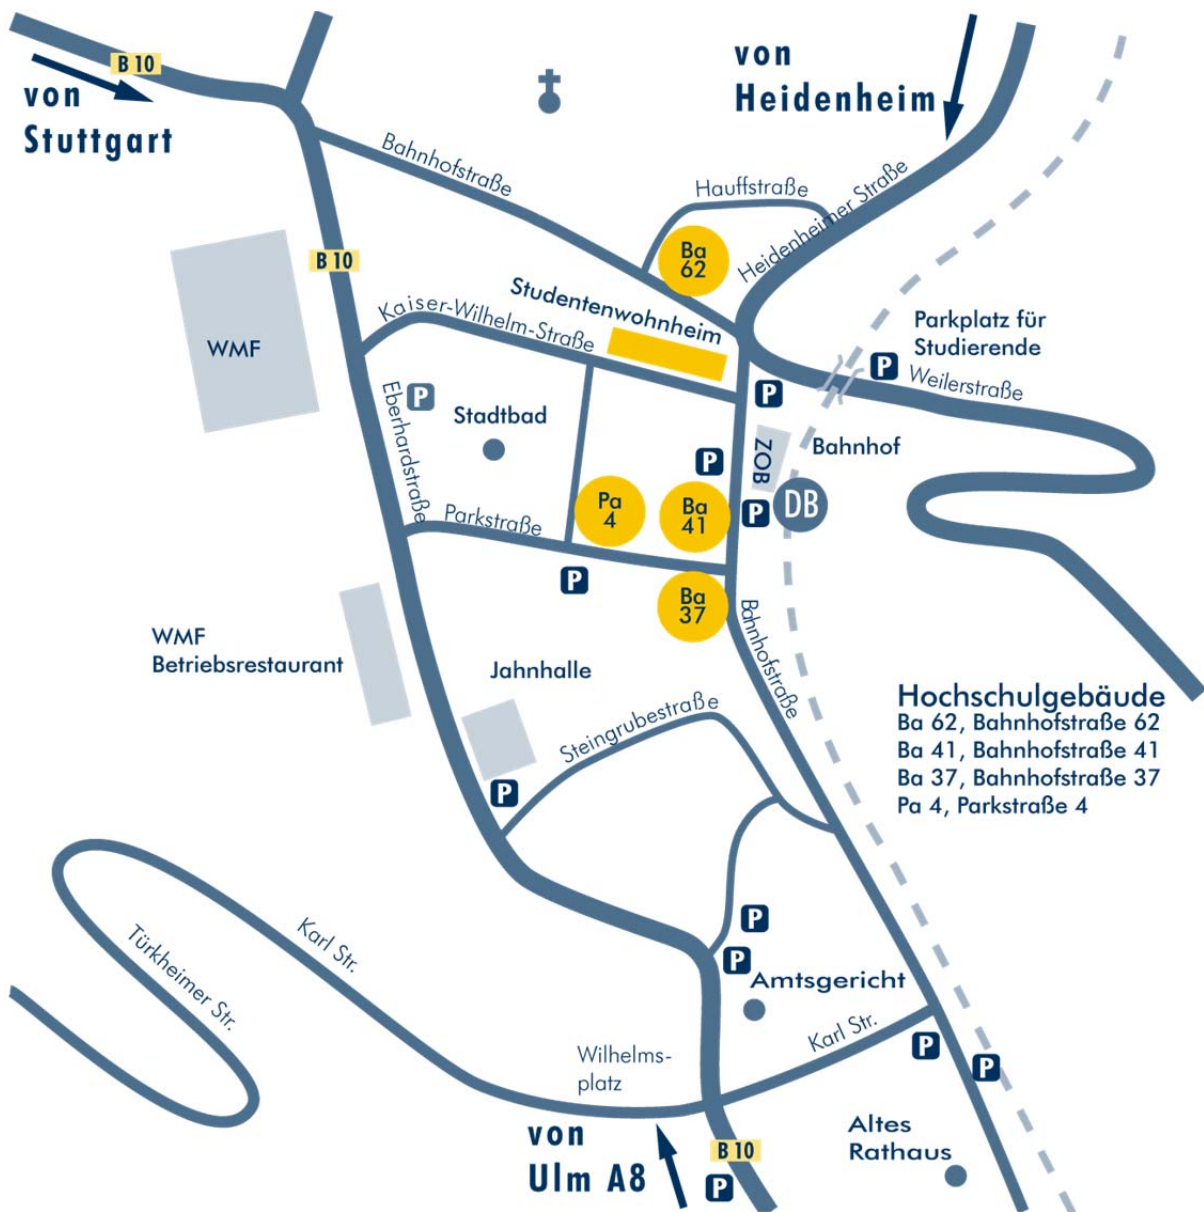 B 10
von
Stuttgart
von
Heidenheim
Bahnhofstraße
Hauffstraße
Heidenheimer Straße
Ba
62
B 10
Studentenwohnheim
Kaiser-Wilhelm-Straße
WMF
Parkplatz für
Studierende
P
Weilerstraße
P
P
Eberhardstraße
Stadtbad
ZOB
Bahnhof
P
Pa
4
Ba
41
P
DB
Parkstraße
P
Ba
37
Bahnhofstraße
WMF
Betriebsrestaurant
Jahnhalle
Steingrubestraße
P
Hochschulgebäude
Ba 62, Bahnhofstraße 62
Ba 41, Bahnhofstraße 41
Ba 37, Bahnhofstraße 37
Pa 4, Parkstraße 4
Türkheimer Str.
Karl Str.
P
P
Amtsgericht
Karl Str.
P
P
Wilhelms-
platz
von
Ulm A8
B 10
P
Altes
Rathaus